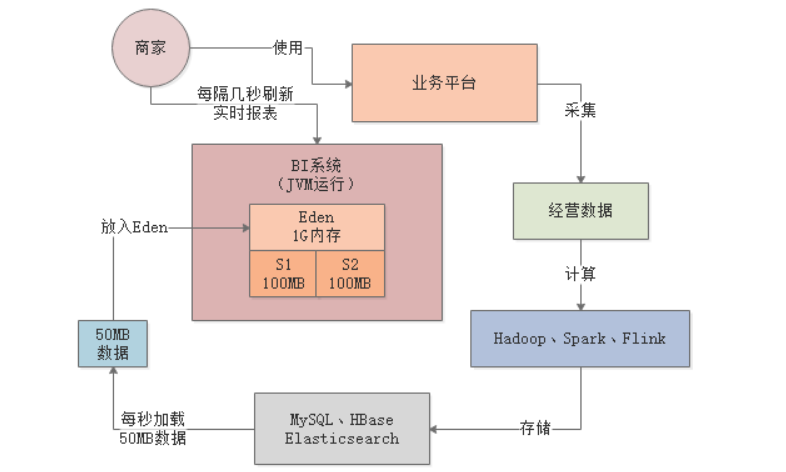 商家
使用
业务平台
每隔几秒刷新
实时报表
采集
BI系统
（JVM运行）
经营数据
放入Eden
Eden
1G内存
S1
100MB
S2
100MB
计算
50MB
数据
Hadoop、Spark、Flink
每秒加载
50MB数据
MySQL、HBase
Elasticsearch
存储